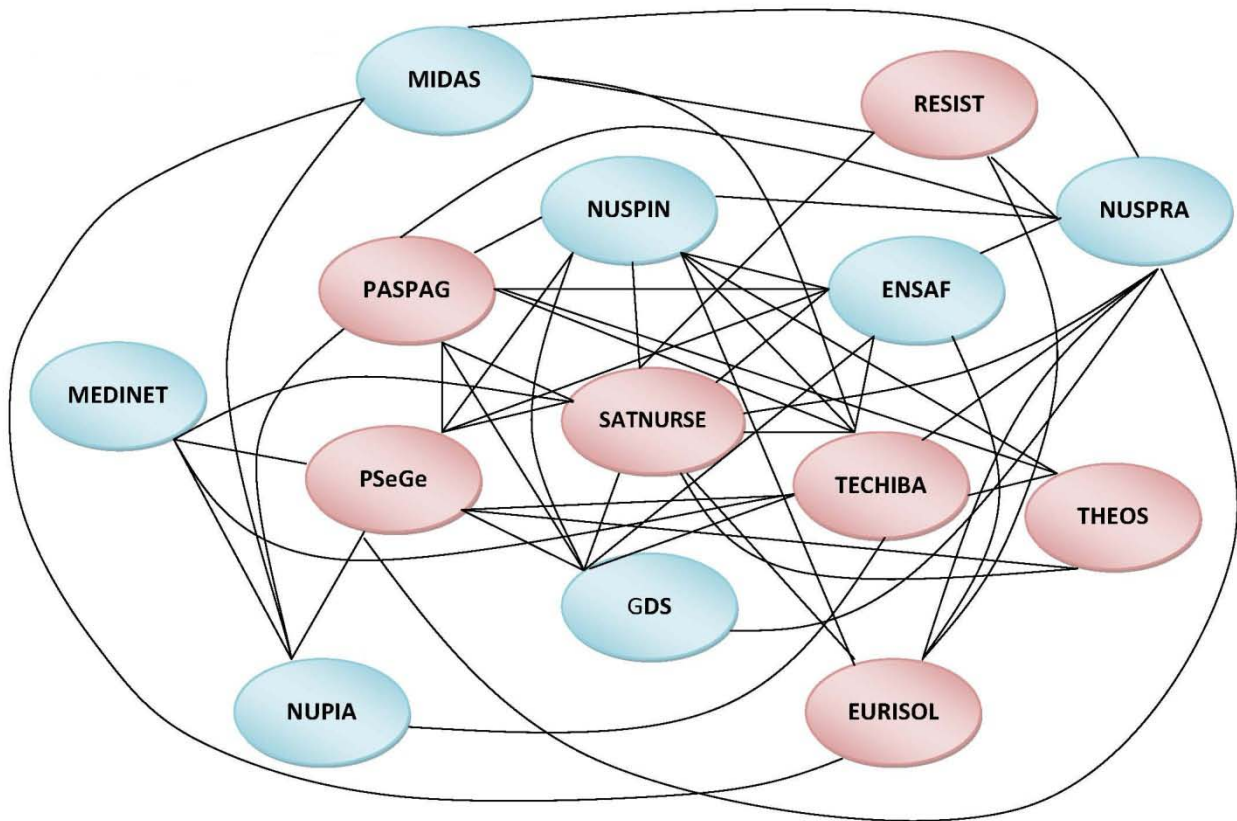 MIDAS
RESIST
NUSPIN
NUSPRA
PASPAG
ENSAF
MEDINET
SATNURSE
PSeGe
TECHIBA
THEOS
GDS
NUPIA
EURISOL